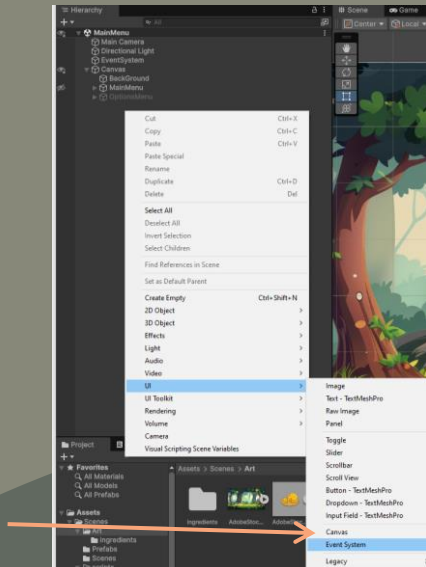 Hierarchy
Scene
Game
All
Center
Local
MainMenu
Main Camera
Directional Light
EventSystem
Canvas
BackGround
MainMenu
OptionsMenu
Cut Ctrl+X
Copy Ctrl+C
Paste Ctrl+V
Paste Special
Rename
Duplicate Ctrl+D
Delete Del
Select All
Deselect All
Invert Selection
Select Children
Find References in Scene
Set as Default Parent
Create Empty Ctrl+Shift+N
2D Object
3D Object
Effects
Light
Audio
Video
UI
UI Toolkit
Rendering
Volume
Camera
Visual Scripting Scene Variables
Image
Text - TextMeshPro
Raw Image
Panel
Toggle
Slider
Scrollbar
Scroll View
Button - TextMeshPro
Dropdown - TextMeshPro
Input Field - TextMeshPro
Canvas
Event System
Legacy
Project
Favorites
All Materials
All Models
All Prefabs
Assets
Scenes
Art
Ingredients
Prefabs
Scenes
Assets > Scenes > Art
Ingredients
AdobeStoc...